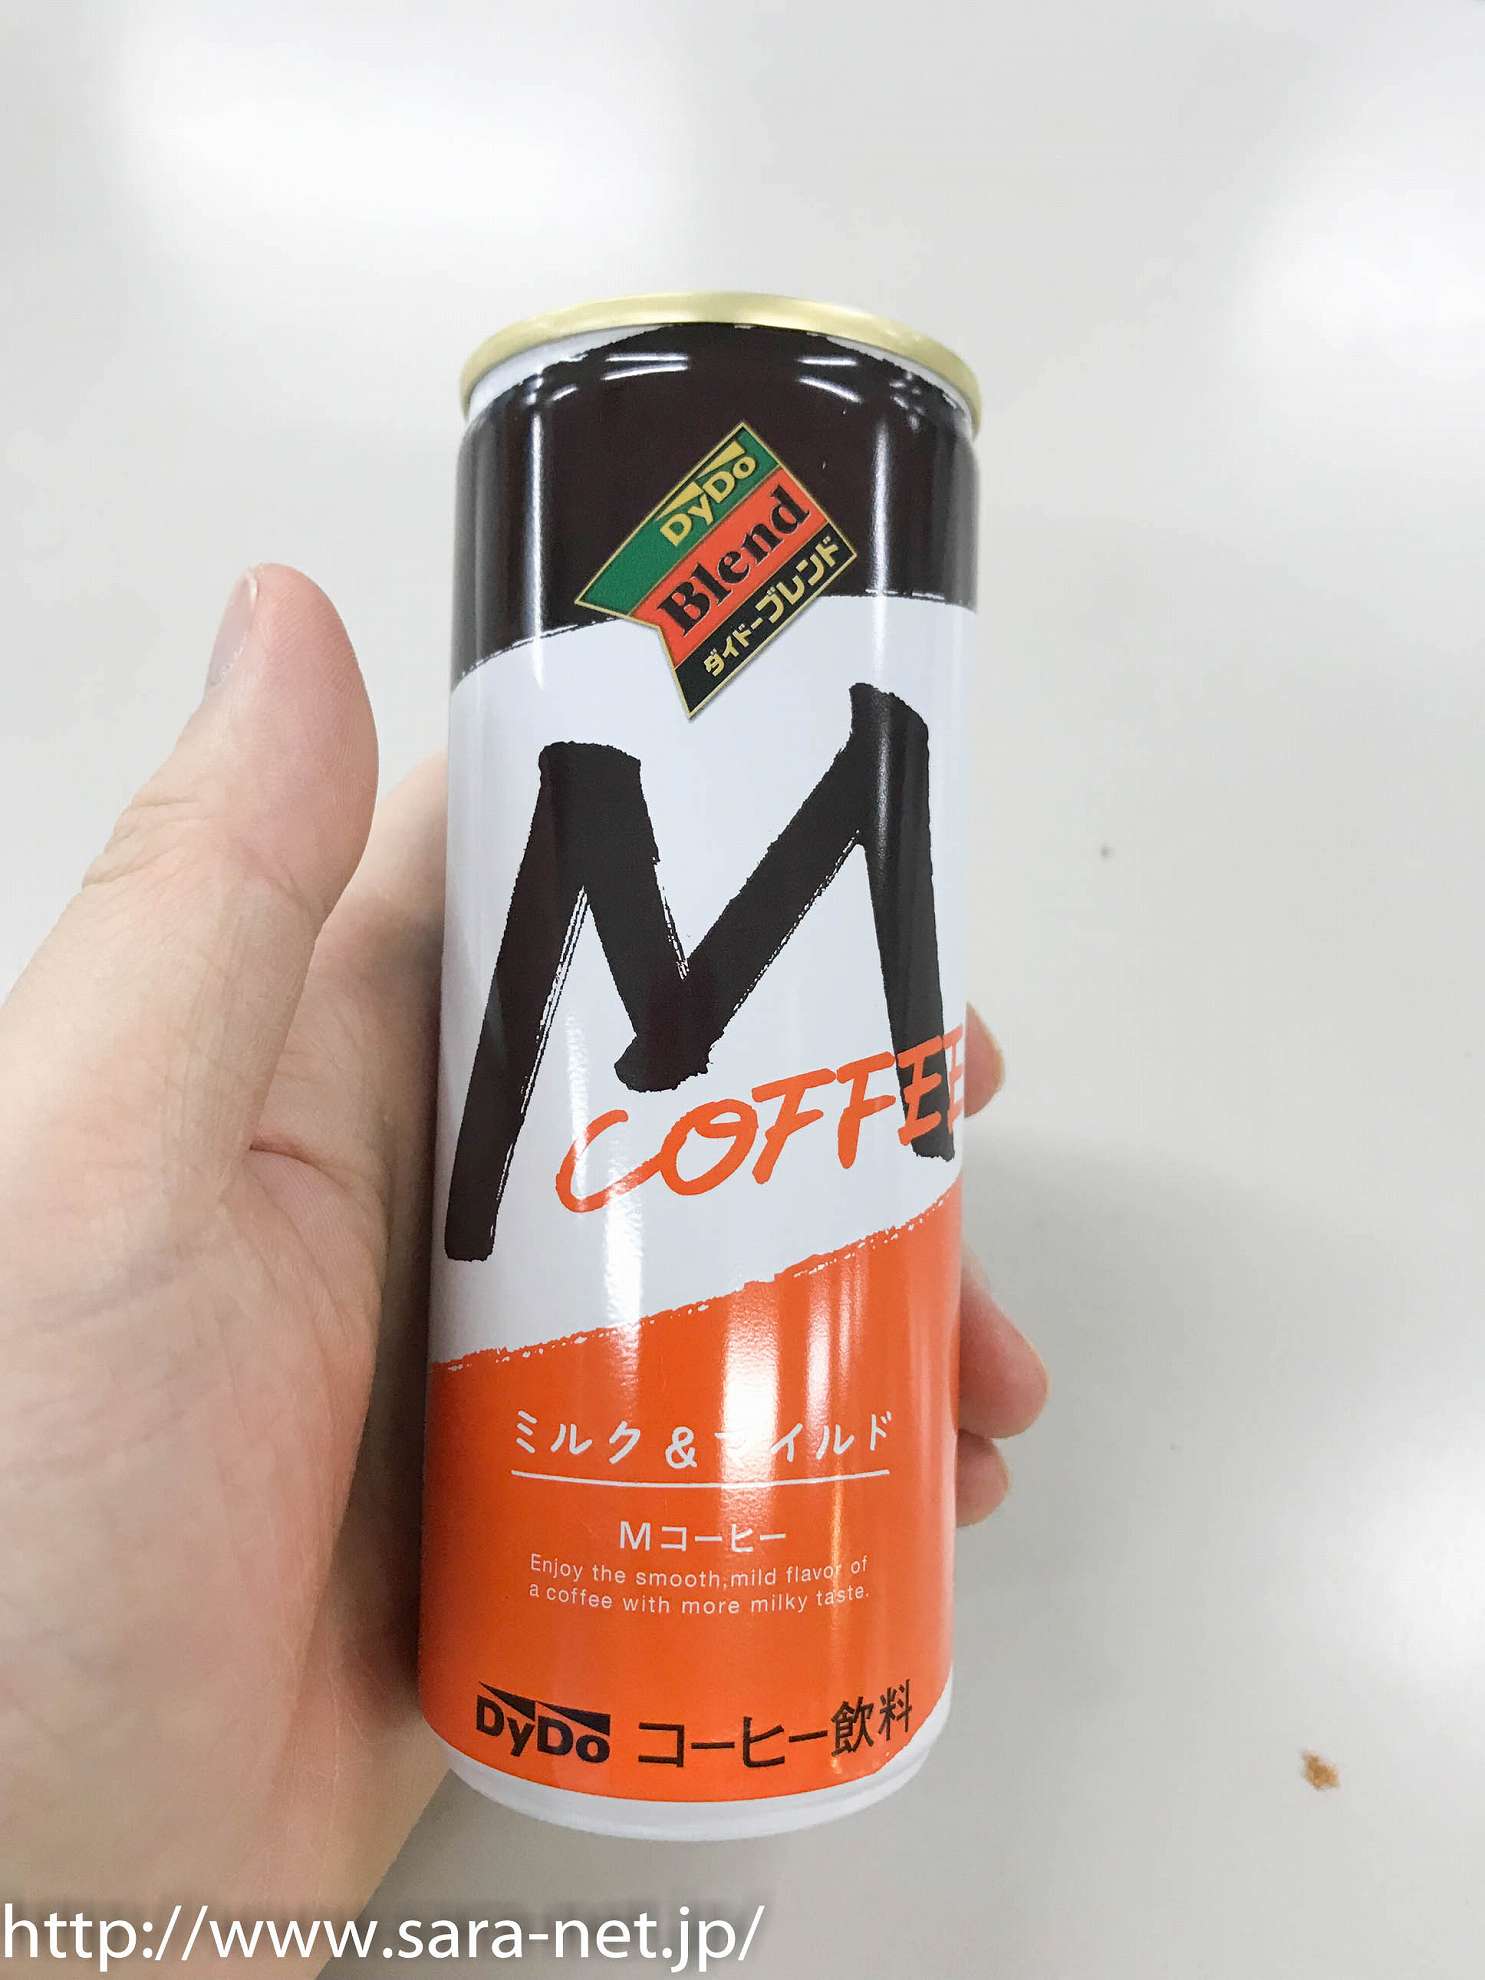 DyDo
Blend
ダイドーブレンド
M
COFFEE
ミルク&マイルド
Mコーヒー
Enjoy the smooth,mild flavor of
a coffee with more milky taste.
DyDo コーヒー飲料
http://www.sara-net.jp/